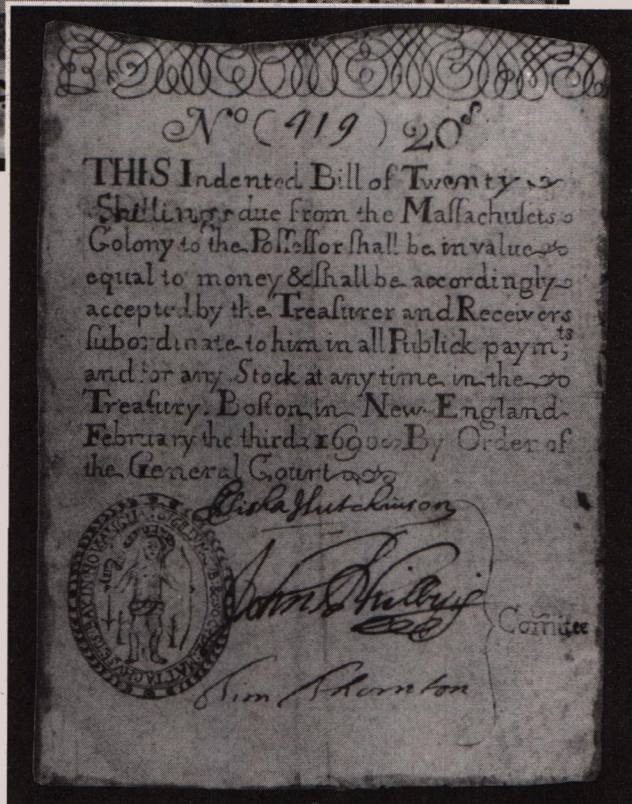 No (919) 20s
THIS Indented Bill of Twenty
Shillings due from the Maſſachuſets
Colony to the Poſſeſſor ſhall be in value
equal to money & ſhall be accordingly
accepted by the Treaſurer and Receivers
ſubordinate to him in all Publick paymts;
and for any Stock at any time in the
Treaſury. Boſton in New-England
February the third 1690 By Order of
the General Court
Elisha Hutchinson
John Phillips
Comitee
Tim Thornton